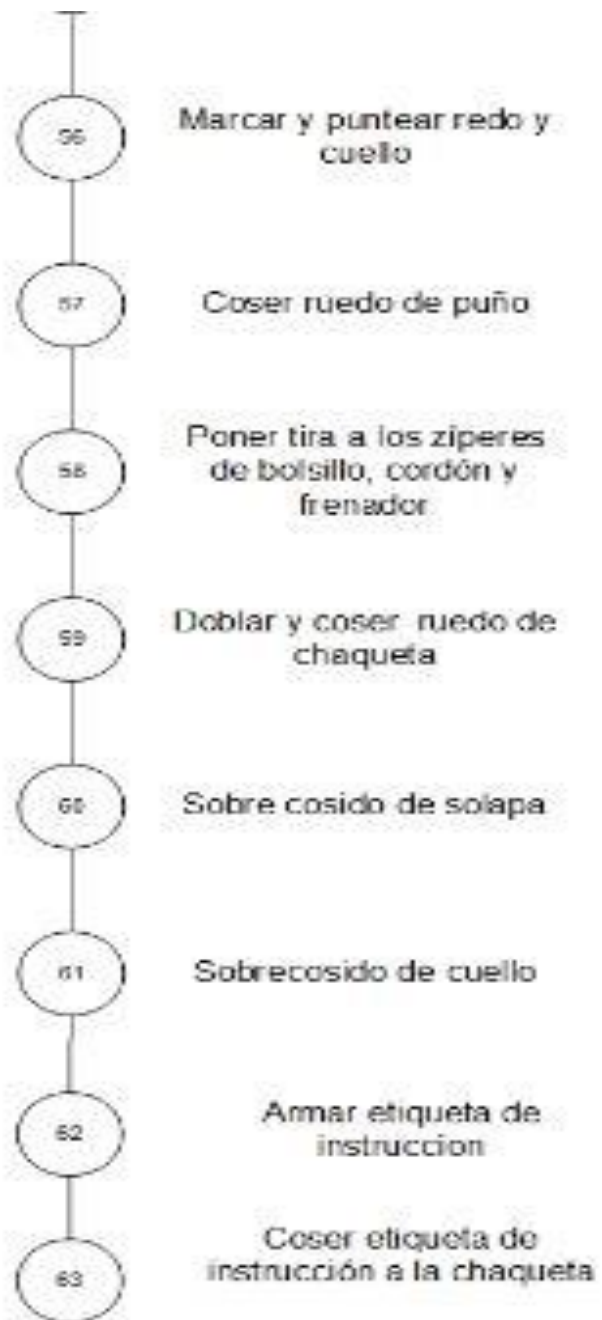 56
Marcar y puntear redo y
cuello
57
Coser ruedo de puño
58
Poner tira a los ziperes
de bolsillo, cordón y
frenador
59
Doblar y coser ruedo de
chaqueta
60
Sobre cosido de solapa
61
Sobrecosido de cuello
62
Armar etiqueta de
instruccion
63
Coser etiqueta de
instrucción a la chaqueta